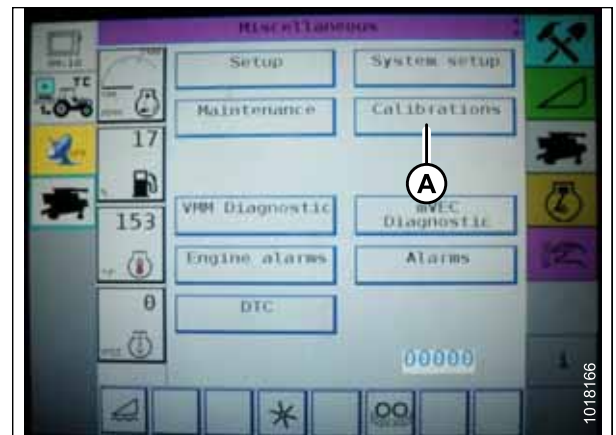 Miscellaneous
TC
Setup
System setup
Maintenance
Calibrations
17
A
153
VMM Diagnostic
mVEC
Diagnostic
Engine alarms
Alarms
0
DTC
00000
1018166